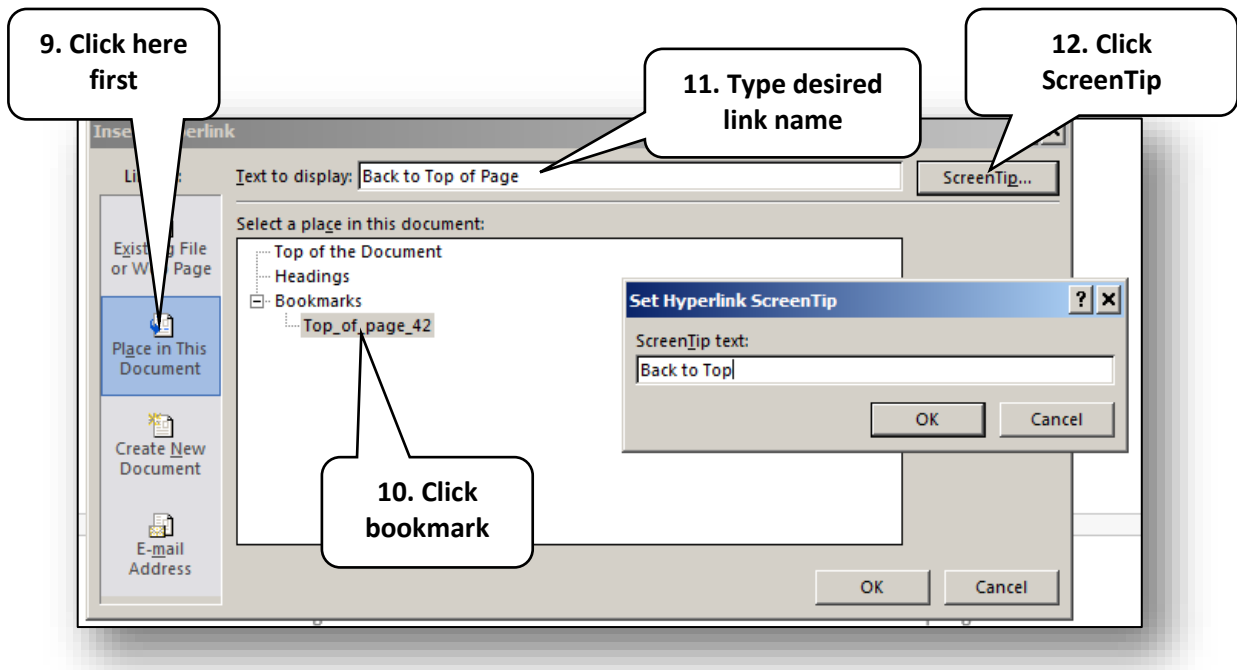 9. Click here
first
12. Click
ScreenTip
11. Type desired
link name
Text to display: Back to Top of Page
ScreenTip...
Select a place in this document:
Top of the Document
Headings
Bookmarks
Top_of_page_42
File
Page
Place in This
Document
Create New
Document
E-mail
Address
Set Hyperlink ScreenTip
ScreenTip text:
Back to Top
OK Cancel
10. Click
bookmark
OK Cancel